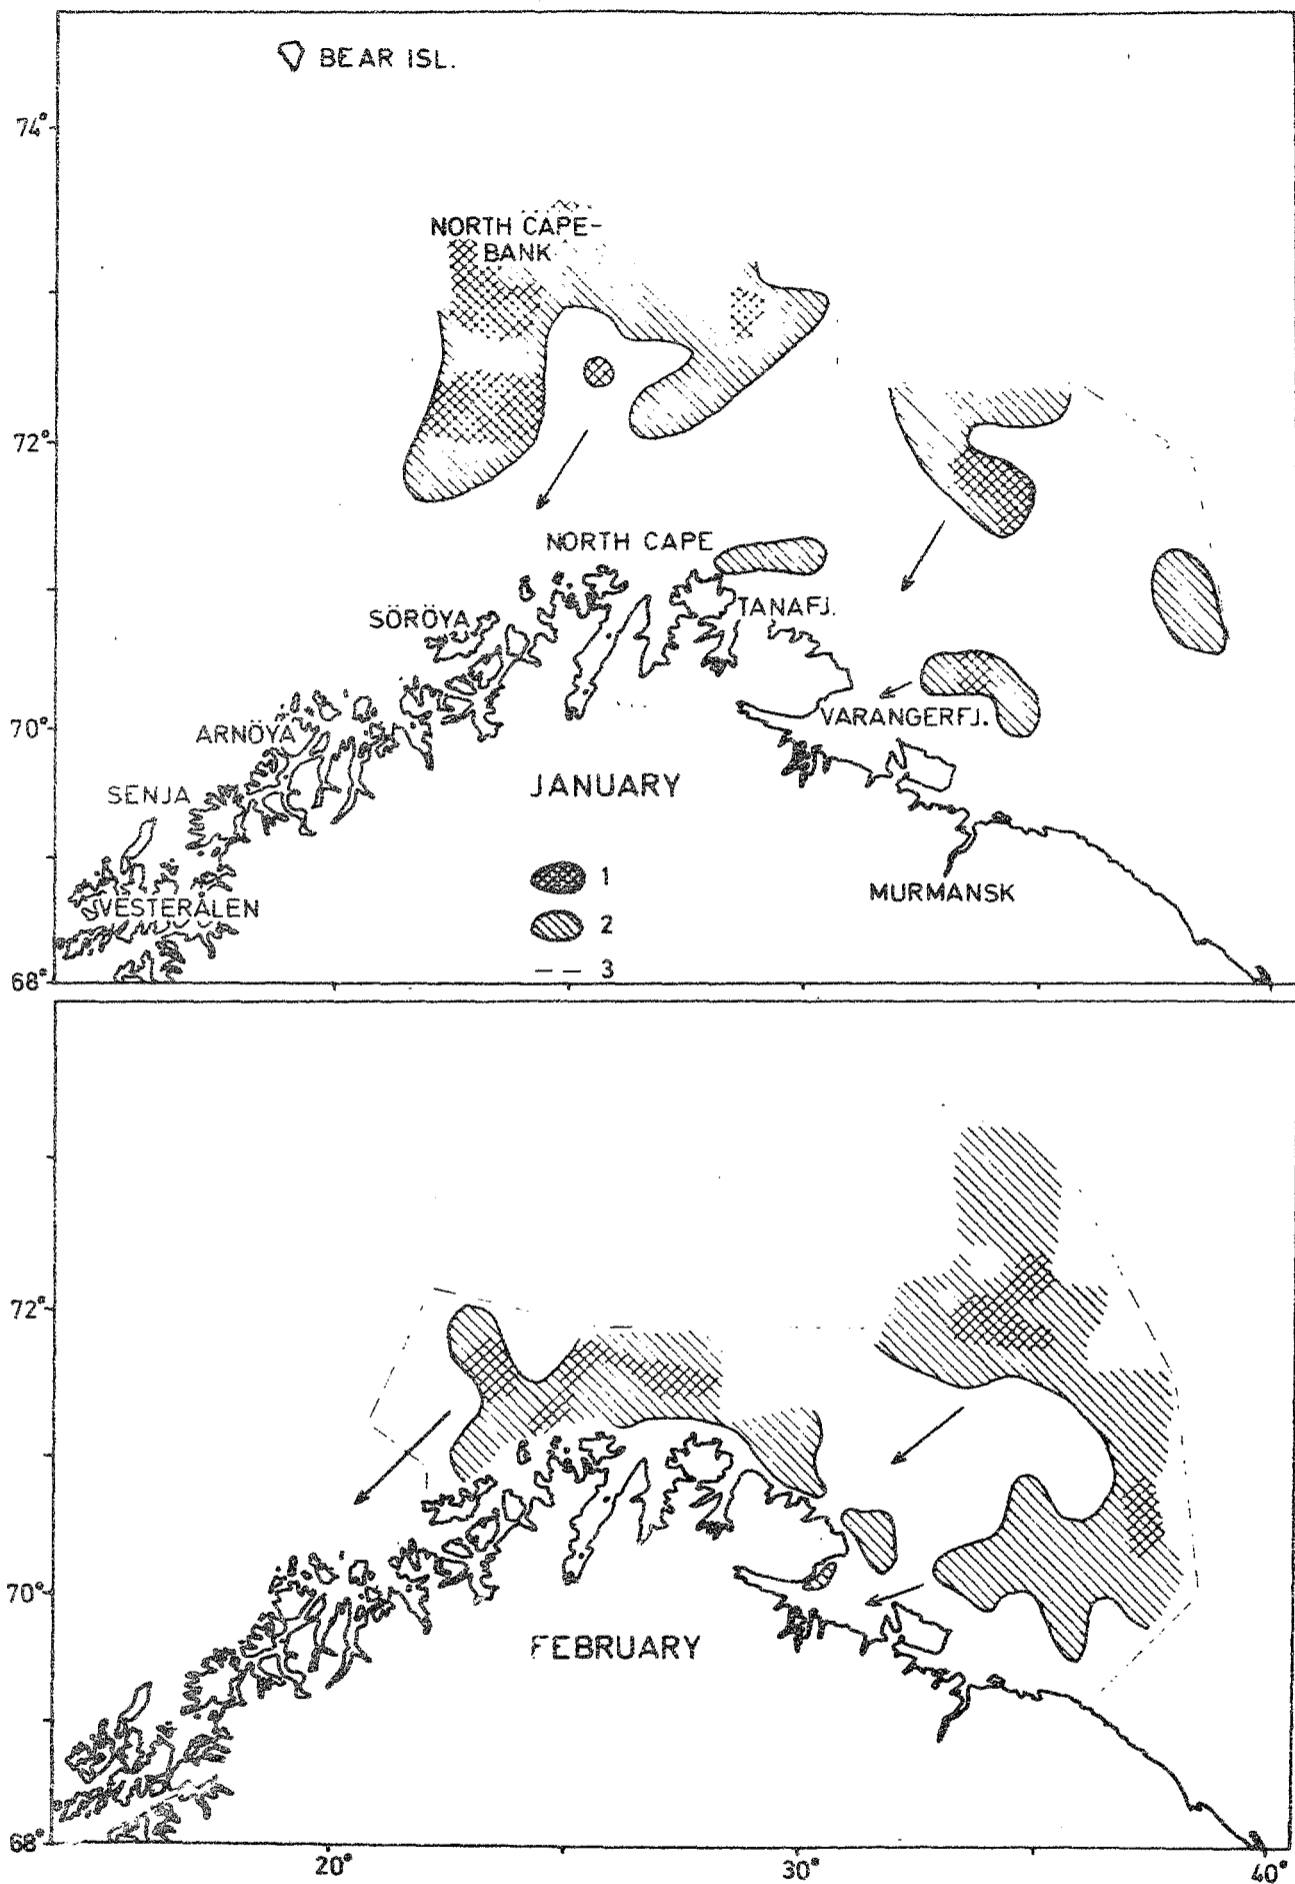 BEAR ISL.
74°
NORTH CAPE-
BANK
72°
NORTH CAPE
SÖRÖYA
TANAFJ.
ARNÖYA
70°
VARANGERFJ.
SENJA
JANUARY
1
MURMANSK
VESTERÅLEN
2
3
68°
72°
70°
FEBRUARY
68°
20°
30°
40°